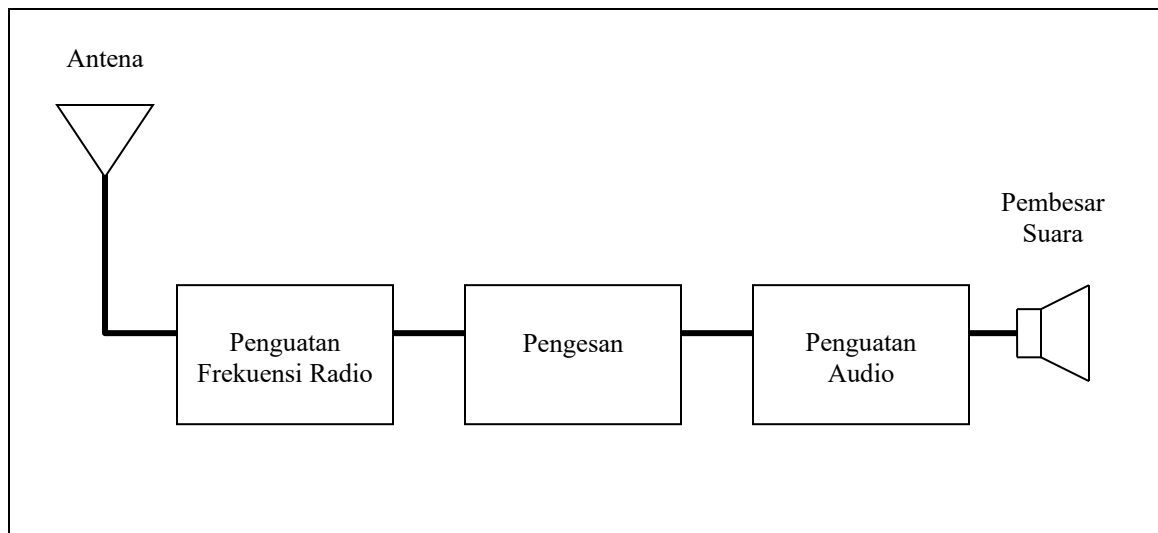 Antena
Pembesar
Suara
Penguatan
Frekuensi Radio
Pengesan
Penguatan
Audio